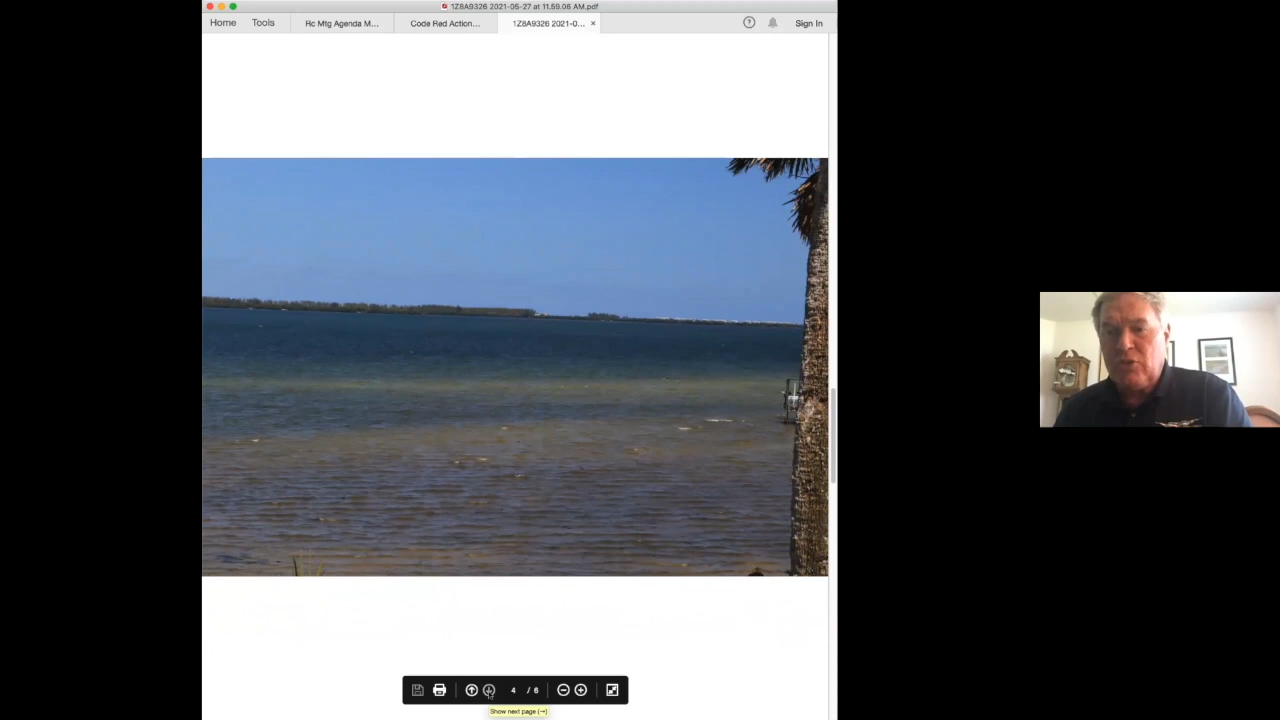 1Z8A9326 2021-05-27 at 11.59.06 AM.pdf
Home Tools Rc Mtg Agenda M... Code Red Action... 1Z8A9326 2021-0... × ? Sign In
4 / 6
Show next page (→)